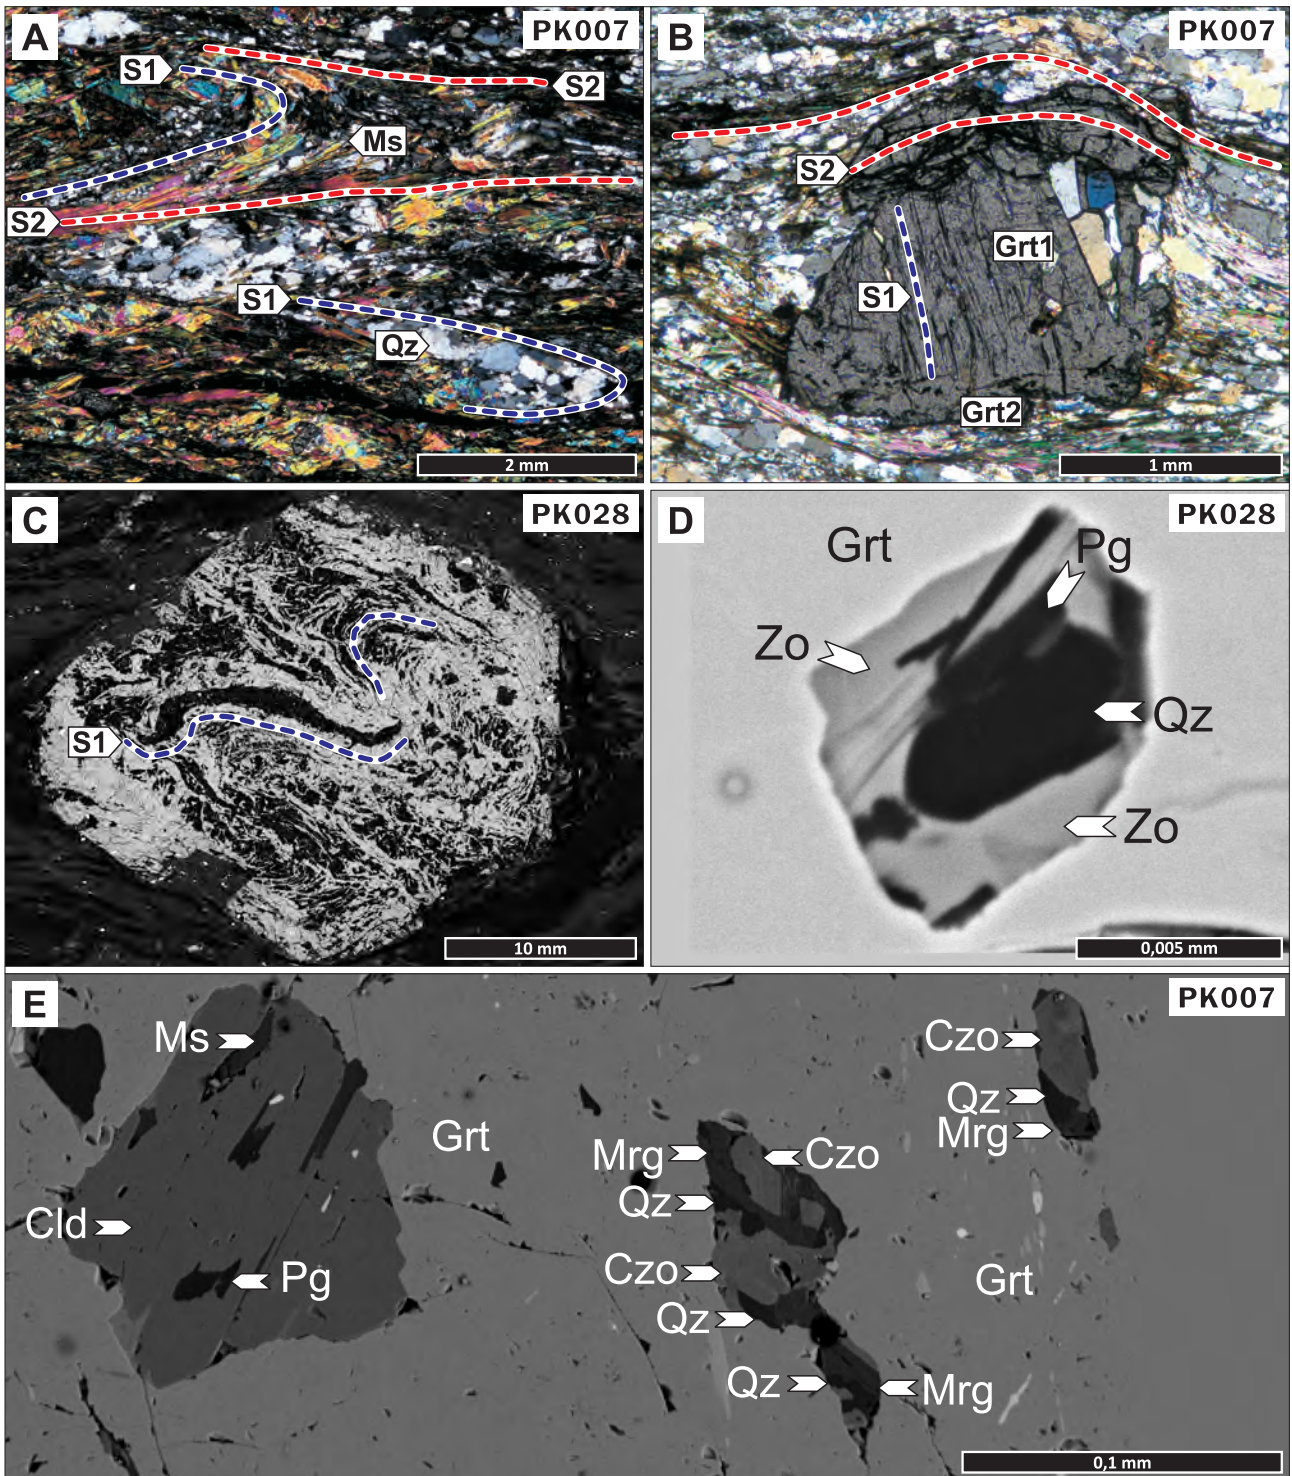 A
PK007
S1
S2
Ms
S2
S1
Qz
2 mm
B
PK007
S2
Grt1
S1
Grt2
1 mm
C
PK028
S1
10 mm
D
PK028
Grt
Pg
Zo
Qz
Zo
0,005 mm
E
PK007
Ms
Czo
Qz
Grt
Mrg
Mrg
Czo
Qz
Cld
Czo
Pg
Grt
Qz
Qz
Mrg
0,1 mm